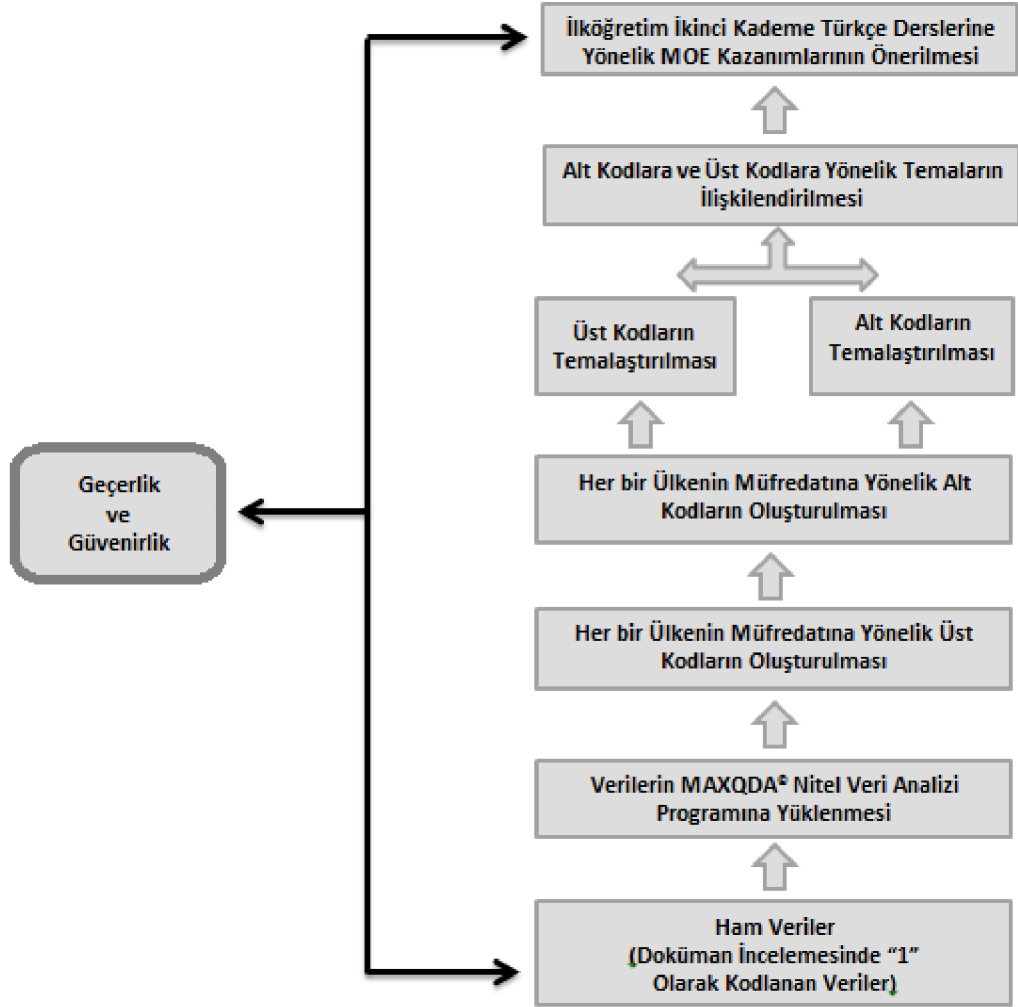 İlköğretim İkinci Kademe Türkçe Derslerine
Yönelik MOE Kazanımlarının Önerilmesi
Alt Kodlara ve Üst Kodlara Yönelik Temaların
İlişkilendirilmesi
Üst Kodların
Temalaştırılması
Alt Kodların
Temalaştırılması
Geçerlik
ve
Güvenirlik
Her bir Ülkenin Müfredatına Yönelik Alt
Kodların Oluşturulması
Her bir Ülkenin Müfredatına Yönelik Üst
Kodların Oluşturulması
Verilerin MAXQDA® Nitel Veri Analizi
Programına Yüklenmesi
Ham Veriler
(Doküman İncelemesinde “1”
Olarak Kodlanan Veriler)